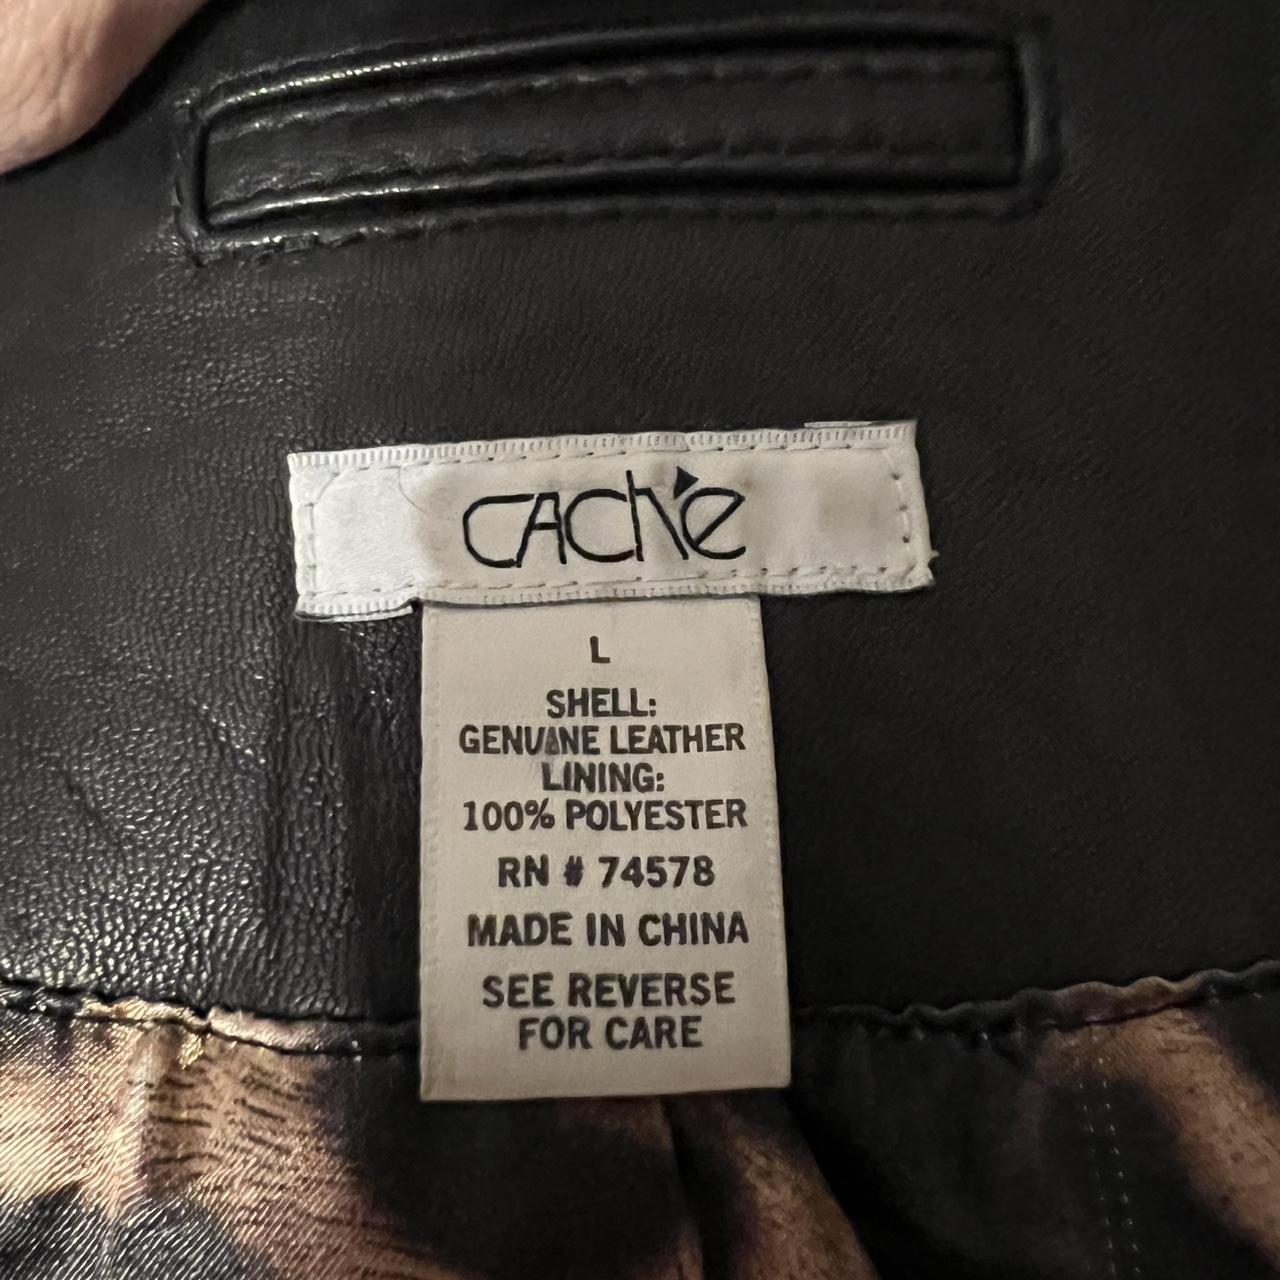 CACHÉ
L
SHELL:
GENUINE LEATHER
LINING:
100% POLYESTER
RN # 74578
MADE IN CHINA
SEE REVERSE
FOR CARE